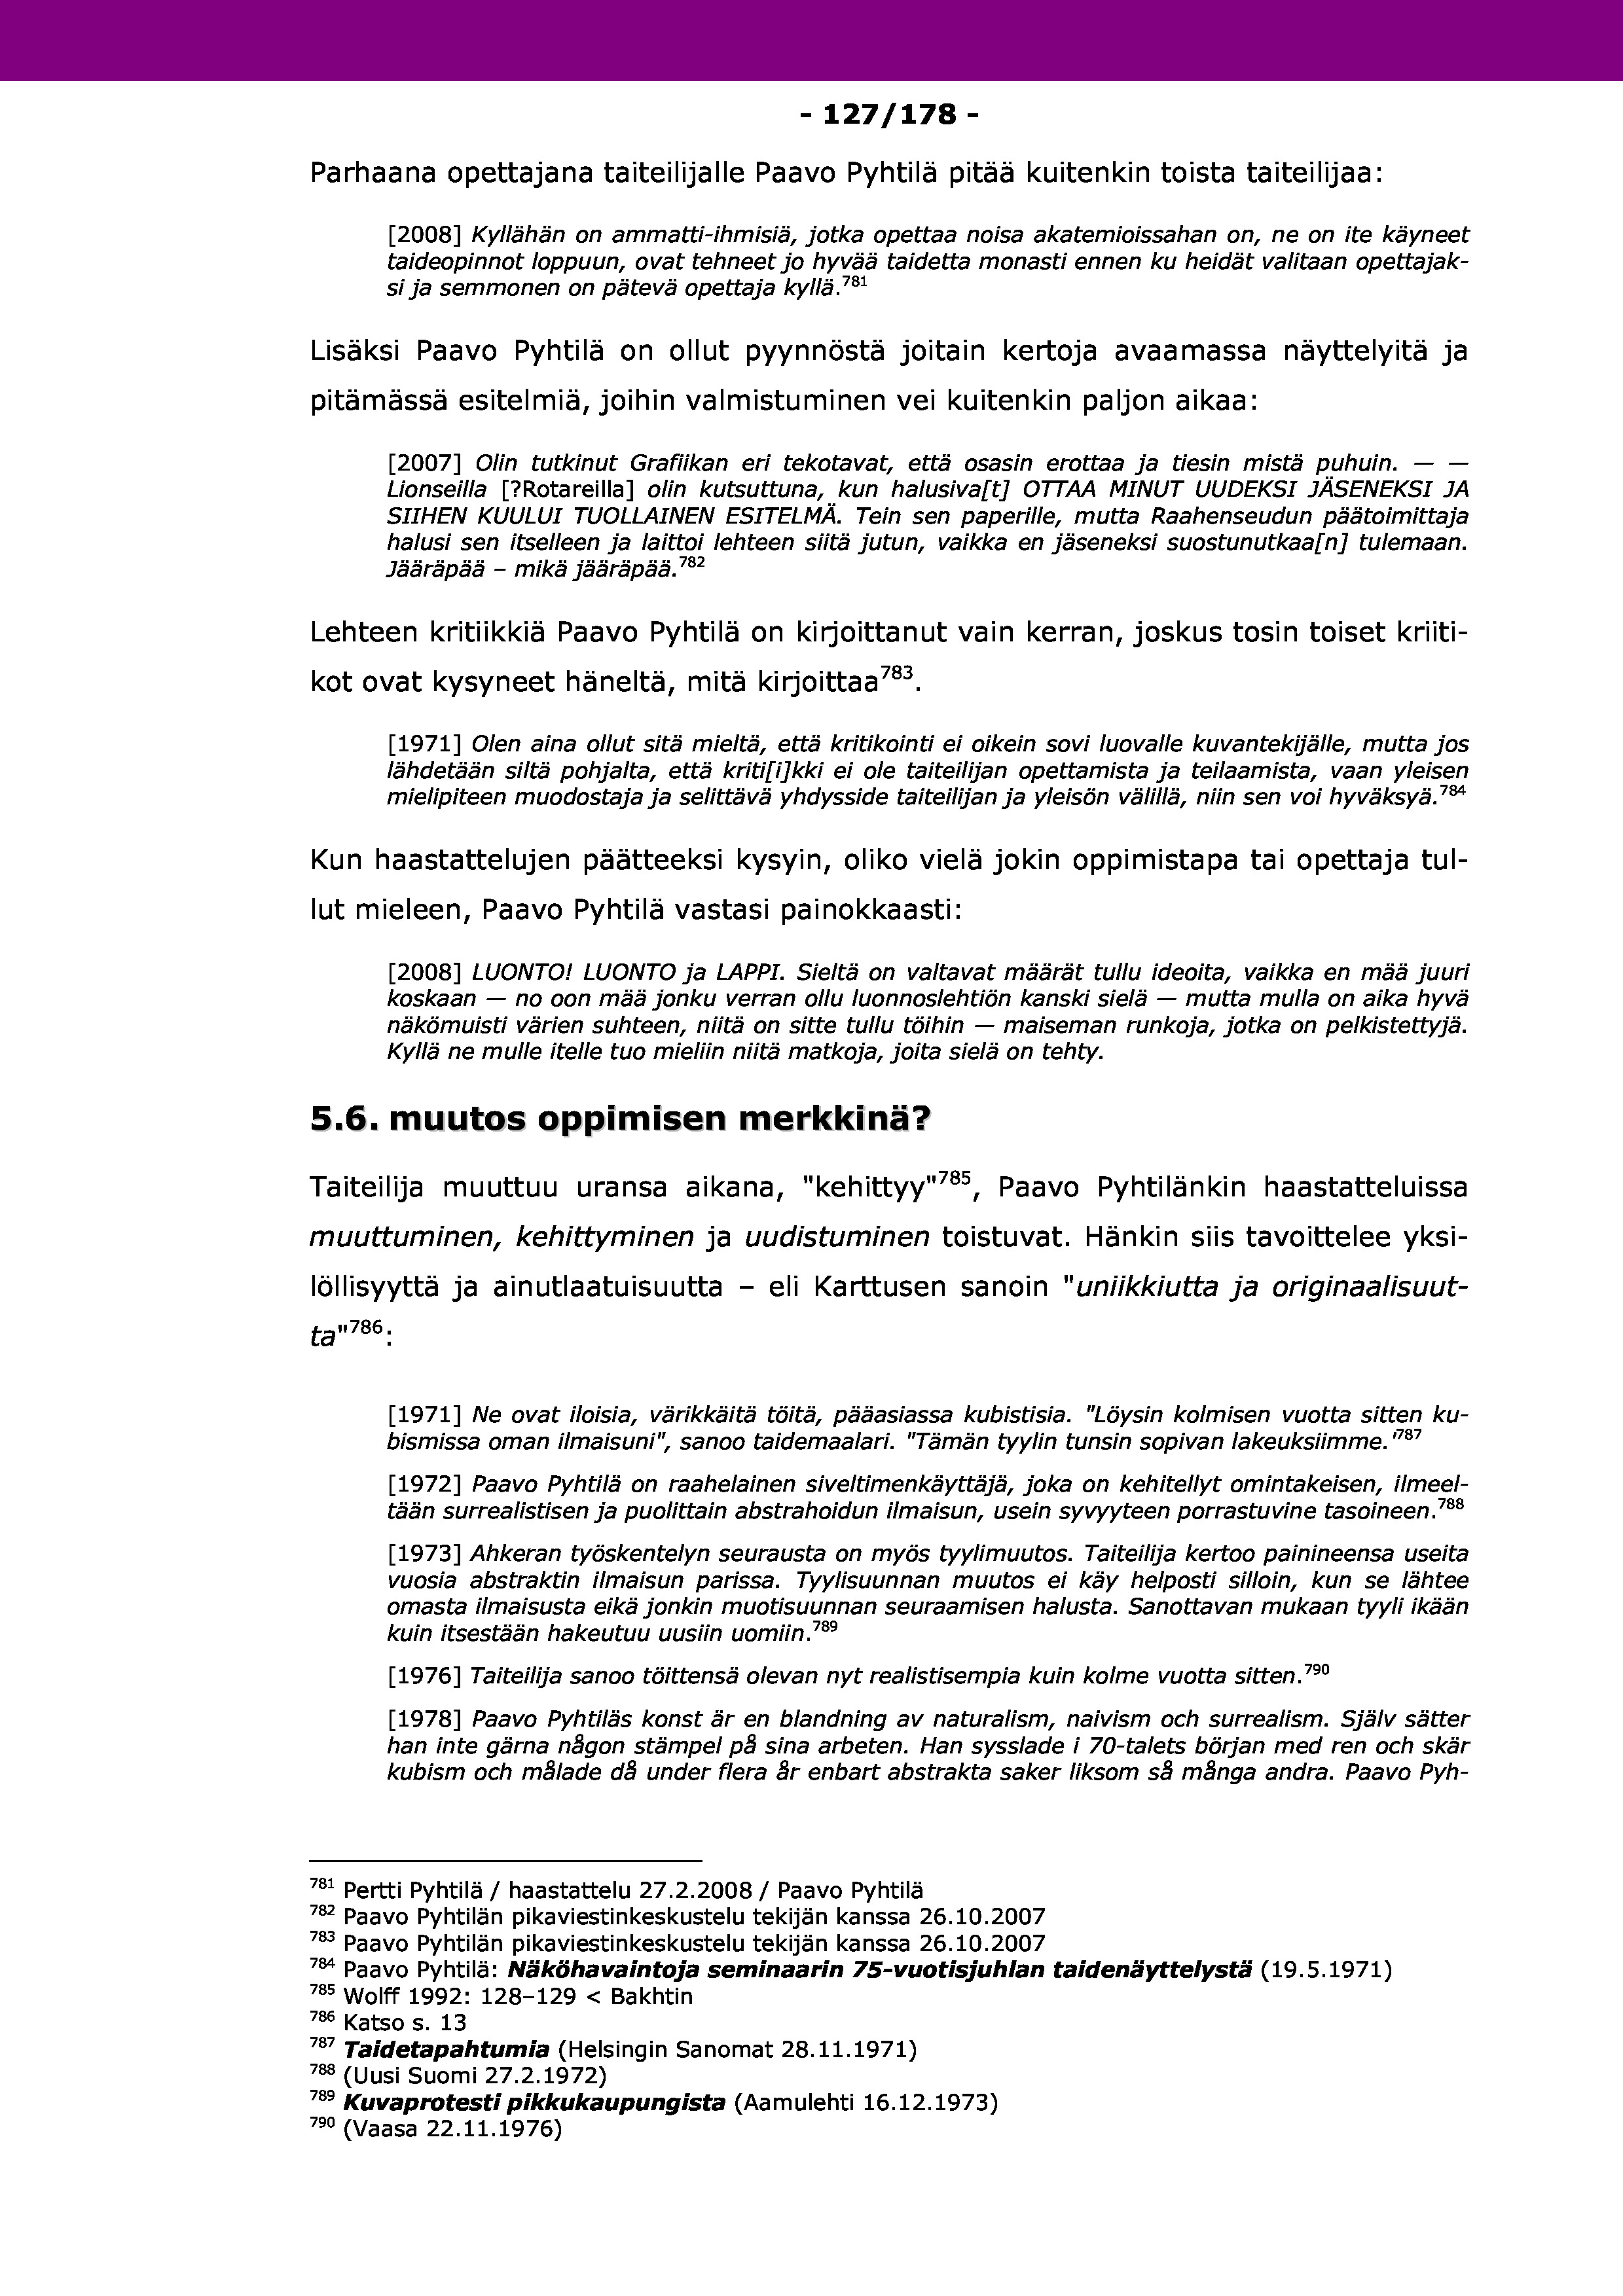 - 127/178 -
Parhaana opettajana taiteilijalle Paavo Pyhtilä pitää kuitenkin toista taiteilijaa:
[2008] Kyllähän on ammatti-ihmisiä, jotka opettaa noisa akatemioissahan on, ne on ite käyneet
taideopinnot loppuun, ovat tehneet jo hyvää taidetta monasti ennen ku heidät valitaan opettajak-
si ja semmonen on pätevä opettaja kyllä.781
Lisäksi Paavo Pyhtilä on ollut pyynnöstä joitain kertoja avaamassa näyttelyitä ja
pitämässä esitelmiä, joihin valmistuminen vei kuitenkin paljon aikaa:
[2007] Olin tutkinut Grafiikan eri tekotavat, että osasin erottaa ja tiesin mistä puhuin. — —
Lionseilla [?Rotareilla] olin kutsuttuna, kun halusiva[t] OTTAA MINUT UUDEKSI JÄSENEKSI JA
SIIHEN KUULUI TUOLLAINEN ESITELMÄ. Tein sen paperille, mutta Raahenseudun päätoimittaja
halusi sen itselleen ja laittoi lehteen siitä jutun, vaikka en jäseneksi suostunutkaa[n] tulemaan.
Jääräpää – mikä jääräpää.782
Lehteen kritiikkiä Paavo Pyhtilä on kirjoittanut vain kerran, joskus tosin toiset kriiti-
kot ovat kysyneet häneltä, mitä kirjoittaa783.
[1971] Olen aina ollut sitä mieltä, että kritikointi ei oikein sovi luovalle kuvantekijälle, mutta jos
lähdetään siltä pohjalta, että kriti[i]kki ei ole taiteilijan opettamista ja teilaamista, vaan yleisen
mielipiteen muodostaja ja selittävä yhdysside taiteilijan ja yleisön välillä, niin sen voi hyväksyä.784
Kun haastattelujen päätteeksi kysyin, oliko vielä jokin oppimistapa tai opettaja tul-
lut mieleen, Paavo Pyhtilä vastasi painokkaasti:
[2008] LUONTO! LUONTO ja LAPPI. Sieltä on valtavat määrät tullu ideoita, vaikka en mää juuri
koskaan — no oon mää jonku verran ollu luonnoslehtiön kanski sielä — mutta mulla on aika hyvä
näkömuisti värien suhteen, niitä on sitte tullu töihin — maiseman runkoja, jotka on pelkistettyjä.
Kyllä ne mulle itelle tuo mieliin niitä matkoja, joita sielä on tehty.
5.6. muutos oppimisen merkkinä?
Taiteilija muuttuu uransa aikana, "kehittyy"785, Paavo Pyhtilänkin haastatteluissa
muuttuminen, kehittyminen ja uudistuminen toistuvat. Hänkin siis tavoittelee yksi-
löllisyyttä ja ainutlaatuisuutta – eli Karttusen sanoin "uniikkiutta ja originaalisuut-
ta"786:
[1971] Ne ovat iloisia, värikkäitä töitä, pääasiassa kubistisia. "Löysin kolmisen vuotta sitten ku-
bismissa oman ilmaisuni", sanoo taidemaalari. "Tämän tyylin tunsin sopivan lakeuksiimme."787
[1972] Paavo Pyhtilä on raahelainen siveltimenkäyttäjä, joka on kehitellyt omintakeisen, ilmeel-
tään surrealistisen ja puolittain abstrahoidun ilmaisun, usein syvyyteen porrastuvine tasoineen.788
[1973] Ahkeran työskentelyn seurausta on myös tyylimuutos. Taiteilija kertoo painineensa useita
vuosia abstraktin ilmaisun parissa. Tyylisuunnan muutos ei käy helposti silloin, kun se lähtee
omasta ilmaisusta eikä jonkin muotisuunnan seuraamisen halusta. Sanottavan mukaan tyyli ikään
kuin itsestään hakeutuu uusiin uomiin.789
[1976] Taiteilija sanoo töittensä olevan nyt realistisempia kuin kolme vuotta sitten.790
[1978] Paavo Pyhtiläs konst är en blandning av naturalism, naivism och surrealism. Själv sätter
han inte gärna någon stämpel på sina arbeten. Han sysslade i 70-talets början med ren och skär
kubism och målade då under flera år enbart abstrakta saker liksom så många andra. Paavo Pyh-
781 Pertti Pyhtilä / haastattelu 27.2.2008 / Paavo Pyhtilä
782 Paavo Pyhtilän pikaviestinkeskustelu tekijän kanssa 26.10.2007
783 Paavo Pyhtilän pikaviestinkeskustelu tekijän kanssa 26.10.2007
784 Paavo Pyhtilä: Näköhavaintoja seminaarin 75-vuotisjuhlan taidenäyttelystä (19.5.1971)
785 Wolff 1992: 128–129 < Bakhtin
786 Katso s. 13
787 Taidetapahtumia (Helsingin Sanomat 28.11.1971)
788 (Uusi Suomi 27.2.1972)
789 Kuvaprotesti pikkukaupungista (Aamulehti 16.12.1973)
790 (Vaasa 22.11.1976)